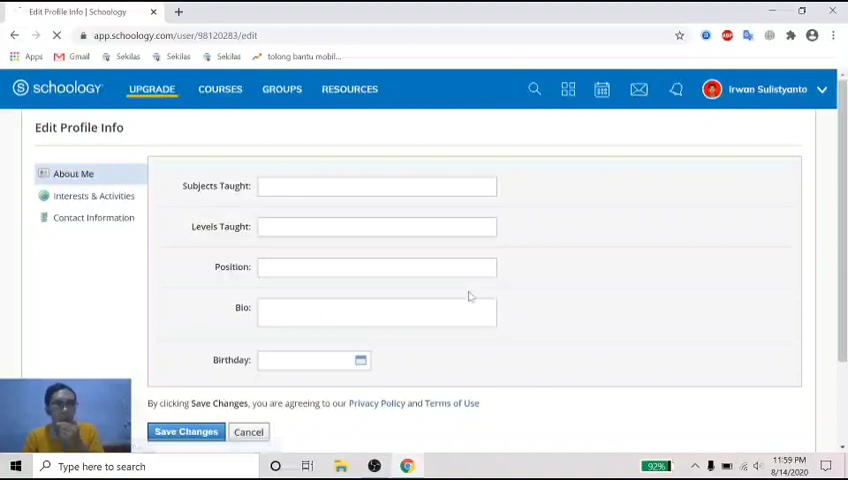 Edit Profile Info | Schoology
app.schoology.com/user/98120283/edit
Apps Gmail Sekilas Sekilas Sekilas tolong bantu mobil...
schoology UPGRADE COURSES GROUPS RESOURCES Irwan Sulistyanto
Edit Profile Info
About Me
Interests & Activities
Contact Information
Subjects Taught:
Levels Taught:
Position:
Bio:
Birthday:
By clicking Save Changes, you are agreeing to our Privacy Policy and Terms of Use
Save Changes Cancel
Type here to search
92%
11:59 PM
8/14/2020